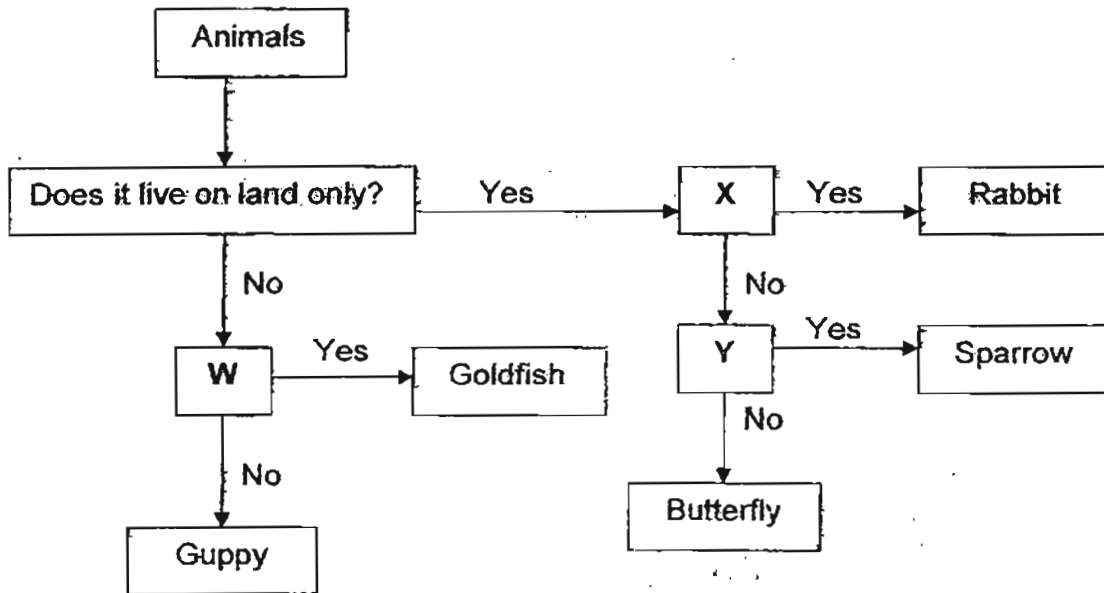 Animals
Does it live on land only?
Yes
X
Yes
Rabbit
No
No
W
Yes
Goldfish
Y
Yes
Sparrow
No
No
Guppy
Butterfly